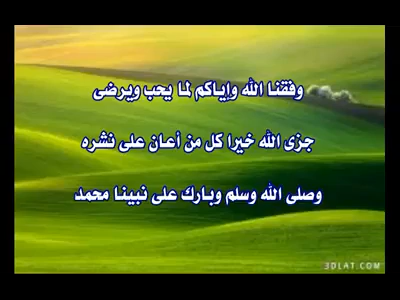 وفقنا الله وإياكم لما يحب ويرضى
جزى الله خيرا كل من أعان على نشره
وصلى الله وسلم وبارك على نبينا محمد
3DLAT.COM